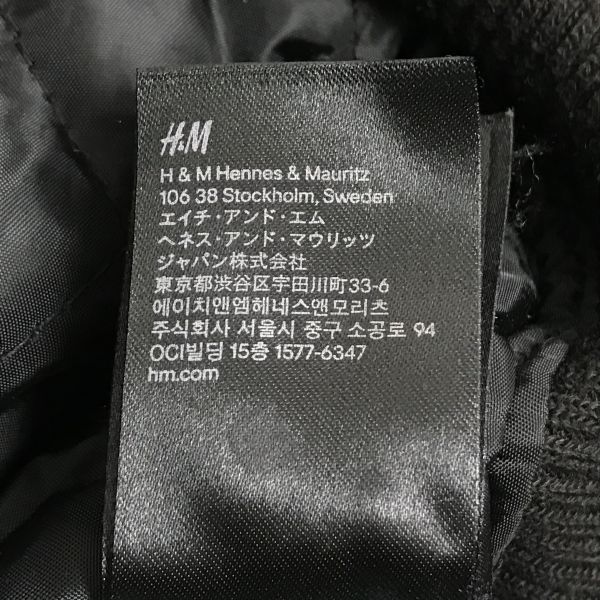 H&M
H & M Hennes & Mauritz
106 38 Stockholm, Sweden
エイチ・アンド・エム
ヘネス・アンド・マウリッツ
ジャパン株式会社
東京都渋谷区宇田川町33-6
에이치앤엠헤네스앤모리츠
주식회사 서울시 중구 소공로 94
OCI빌딩 15층 1577-6347
hm.com